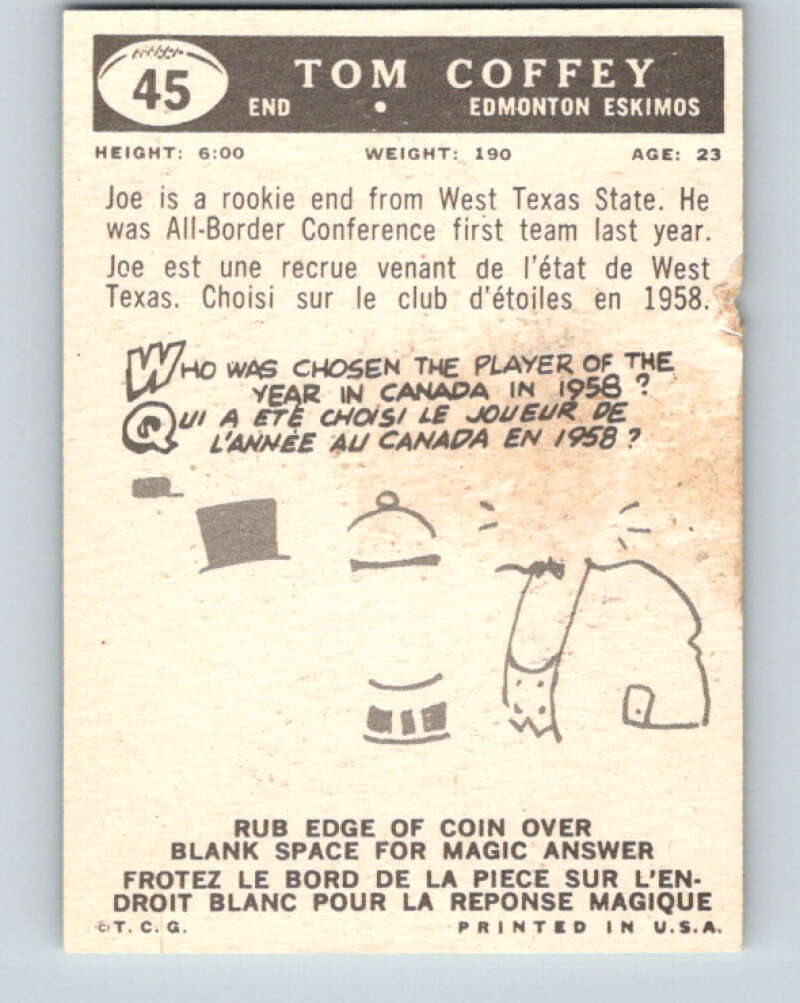 45
TOM COFFEY
END • EDMONTON ESKIMOS
HEIGHT: 6:00 WEIGHT: 190 AGE: 23
Joe is a rookie end from West Texas State. He
was All-Border Conference first team last year.
Joe est une recrue venant de l'état de West
Texas. Choisi sur le club d'étoiles en 1958.
WHO WAS CHOSEN THE PLAYER OF THE
YEAR IN CANADA IN 1958?
QUI A ETÉ CHOISI LE JOUEUR DE
L'ANNÉE AU CANADA EN 1958?
RUB EDGE OF COIN OVER
BLANK SPACE FOR MAGIC ANSWER
FROTEZ LE BORD DE LA PIECE SUR L'EN-
DROIT BLANC POUR LA REPONSE MAGIQUE
©T.C.G. PRINTED IN U.S.A.